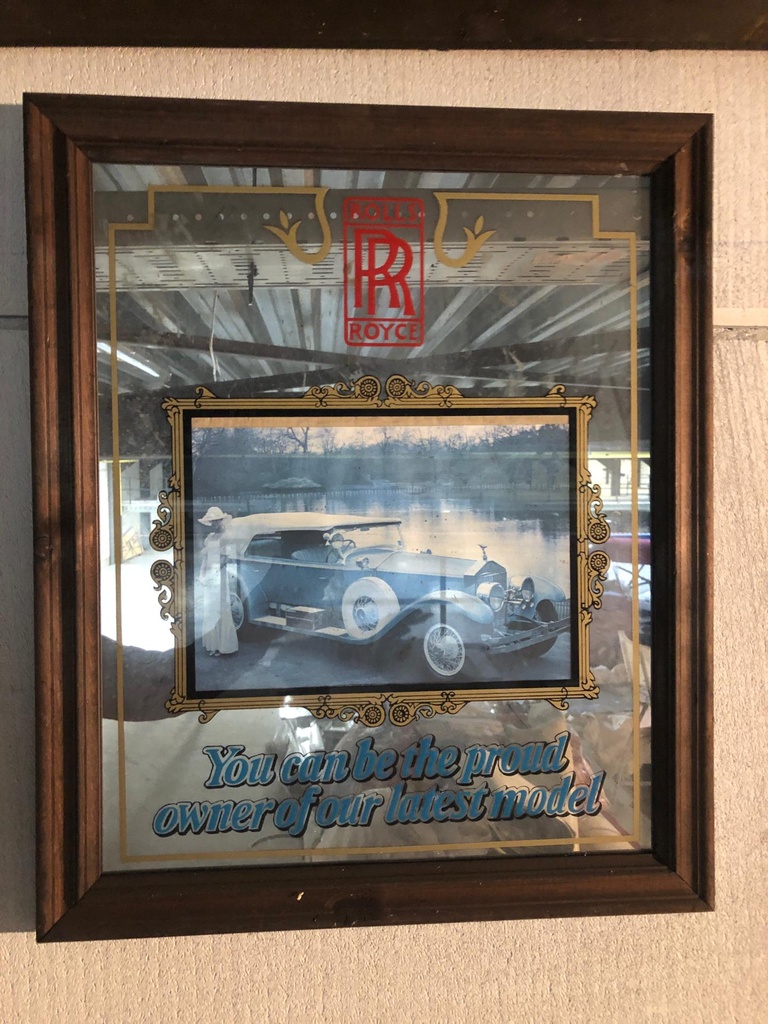 ROLLS
RR
ROYCE
You can be the proud
owner of our latest model